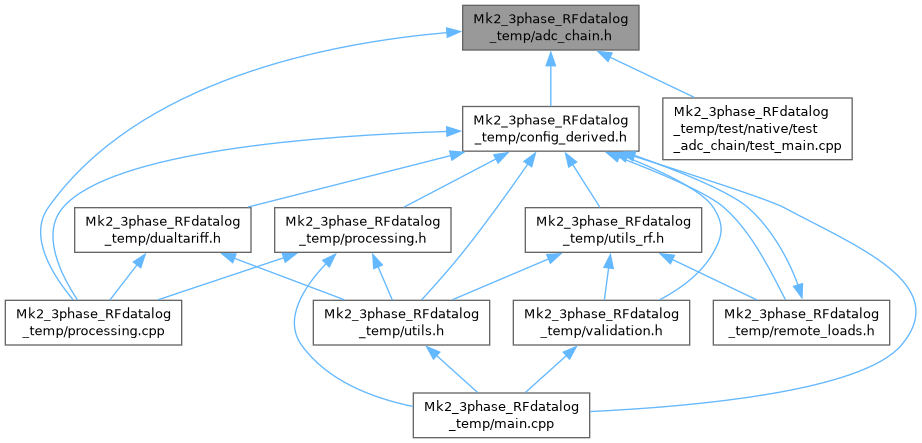 Mk2_3phase_RFdatalog
_temp/adc_chain.h
Mk2_3phase_RFdatalog
_temp/config_derived.h
Mk2_3phase_RFdatalog
_temp/test/native/test
_adc_chain/test_main.cpp
Mk2_3phase_RFdatalog
_temp/dualtariff.h
Mk2_3phase_RFdatalog
_temp/processing.h
Mk2_3phase_RFdatalog
_temp/utils_rf.h
Mk2_3phase_RFdatalog
_temp/processing.cpp
Mk2_3phase_RFdatalog
_temp/utils.h
Mk2_3phase_RFdatalog
_temp/validation.h
Mk2_3phase_RFdatalog
_temp/remote_loads.h
Mk2_3phase_RFdatalog
_temp/main.cpp